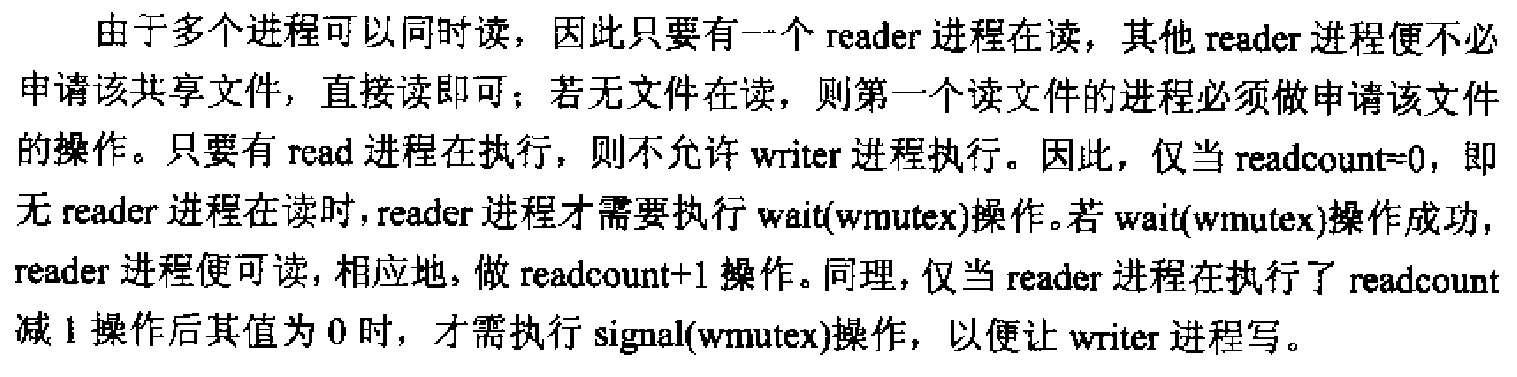 由于多个进程可以同时读，因此只要有一个 reader 进程在读，其他 reader 进程便不必
申请该共享文件，直接读即可；若无文件在读，则第一个读文件的进程必须做申请该文件
的操作。只要有 read 进程在执行，则不允许 writer 进程执行。因此，仅当 readcount=0，即
无 reader 进程在读时，reader 进程才需要执行 wait(wmutex)操作。若 wait(wmutex)操作成功，
reader 进程便可读，相应地，做 readcount+1 操作。同理，仅当 reader 进程在执行了 readcount
减 1 操作后其值为 0 时，才需执行 signal(wmutex)操作，以便让 writer 进程写。